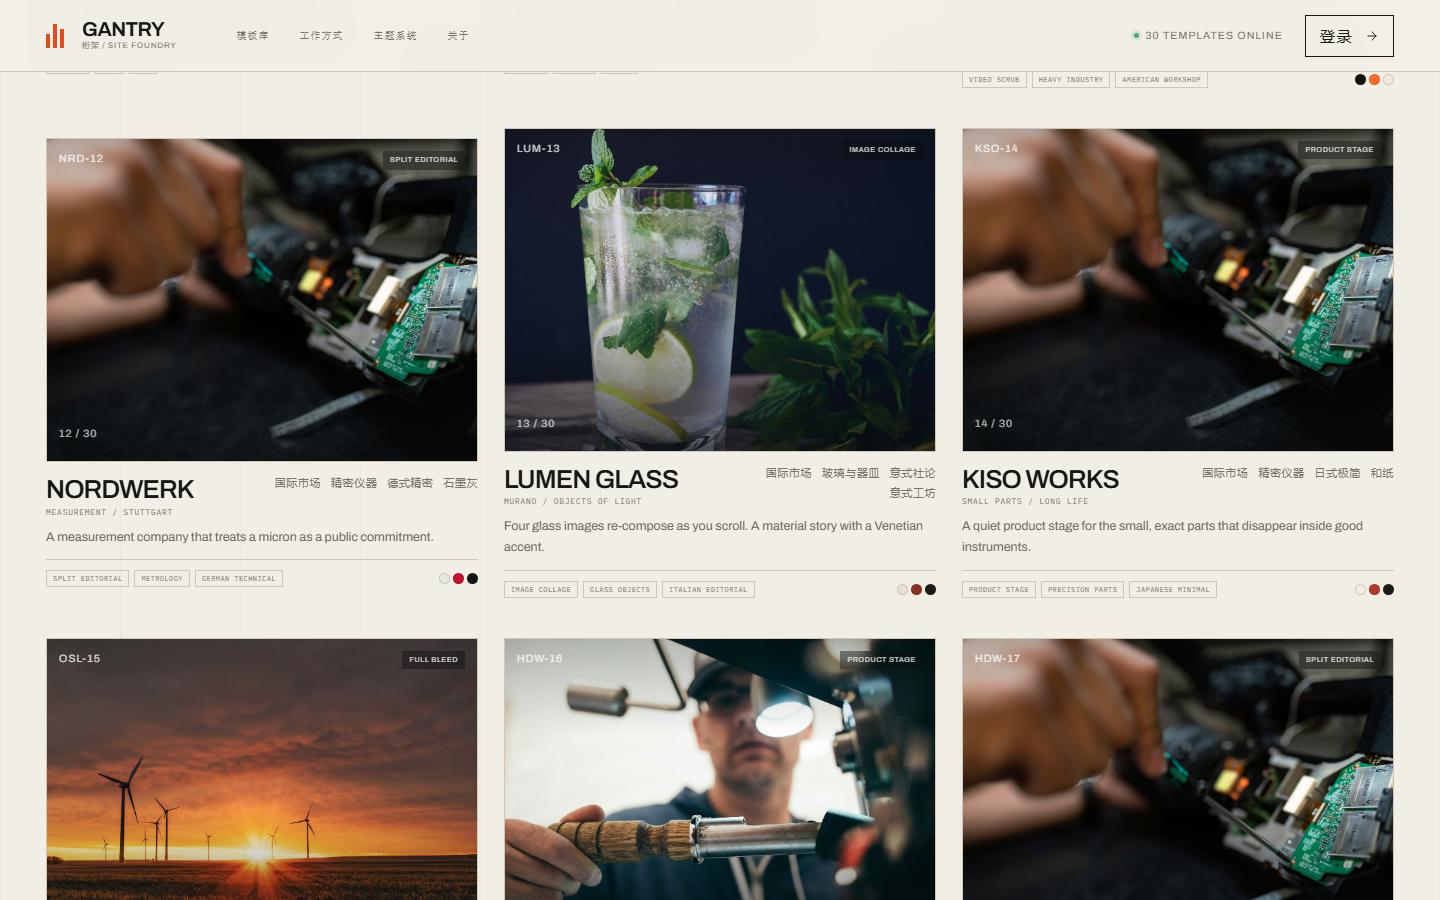 GANTRY
桁架 / SITE FOUNDRY
模板库 工作方式 主题系统 关于
30 TEMPLATES ONLINE
登录 →
VIDEO SCRUB HEAVY INDUSTRY AMERICAN WORKSHOP
NRD-12 SPLIT EDITORIAL
12 / 30
NORDWERK
国际市场 精密仪器 德式精密 石墨灰
MEASUREMENT / STUTTGART
A measurement company that treats a micron as a public commitment.
SPLIT EDITORIAL METROLOGY GERMAN TECHNICAL
LUM-13 IMAGE COLLAGE
13 / 30
LUMEN GLASS
国际市场 玻璃与器皿 意式社论
意式工坊
MURANO / OBJECTS OF LIGHT
Four glass images re-compose as you scroll. A material story with a Venetian
accent.
IMAGE COLLAGE GLASS OBJECTS ITALIAN EDITORIAL
KSO-14 PRODUCT STAGE
14 / 30
KISO WORKS
国际市场 精密仪器 日式极简 和纸
SMALL PARTS / LONG LIFE
A quiet product stage for the small, exact parts that disappear inside good
instruments.
PRODUCT STAGE PRECISION PARTS JAPANESE MINIMAL
OSL-15 FULL BLEED
HDW-16 PRODUCT STAGE
HDW-17 SPLIT EDITORIAL